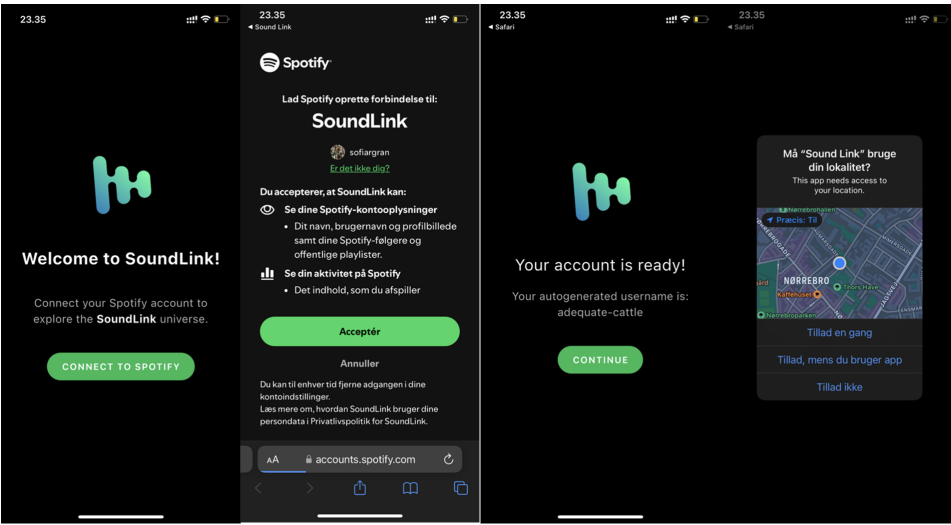 23.35
Welcome to SoundLink!
Connect your Spotify account to
explore the SoundLink universe.
CONNECT TO SPOTIFY
23.35
◀ Sound Link
Spotify
Lad Spotify oprette forbindelse til:
SoundLink
sofiargran
Er det ikke dig?
Du accepterer, at SoundLink kan:
Se dine Spotify-kontooplysninger
• Dit navn, brugernavn og profilbillede
samt dine Spotify-følgere og
offentlige playlister.
Se din aktivitet på Spotify
• Det indhold, som du afspiller
Acceptér
Annuller
Du kan til enhver tid fjerne adgangen i dine
kontoindstillinger.
Læs mere om, hvordan SoundLink bruger dine
persondata i Privatlivspolitik for SoundLink.
AA
accounts.spotify.com
23.35
◀ Safari
Your account is ready!
Your autogenerated username is:
adequate-cattle
CONTINUE
23.35
◀ Safari
Må “Sound Link” bruge
din lokalitet?
This app needs access to
your location.
Nørrebrohallen
Præcis: Til
NØRREBRO
Thors Have
Kaffehuset
Nørrebroparken
Tillad en gang
Tillad, mens du bruger app
Tillad ikke